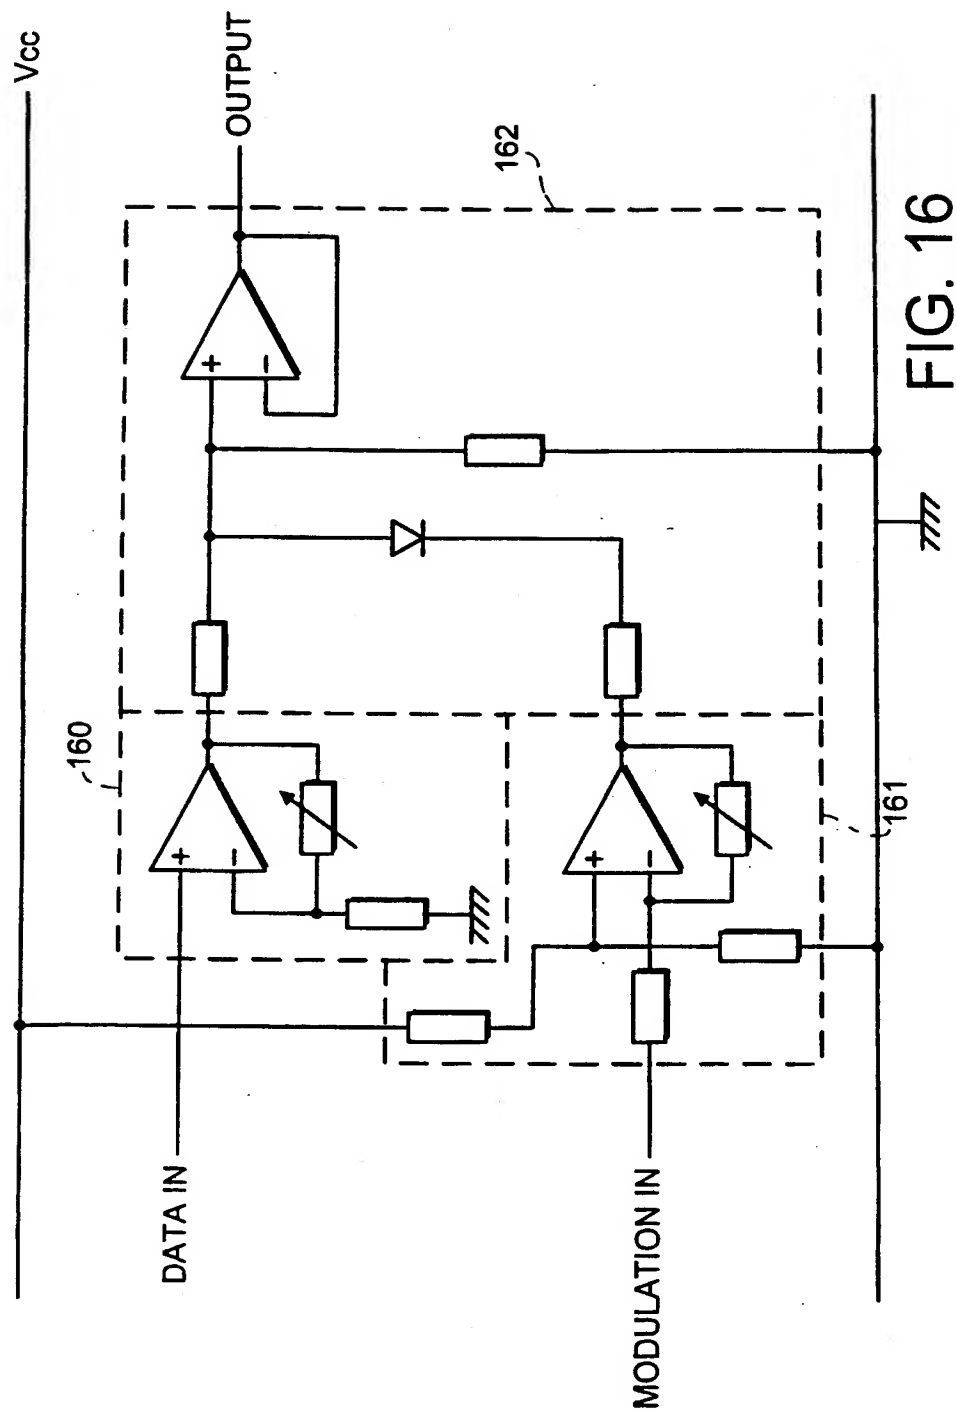 Vcc
160
DATA IN
+
−
+
−
OUTPUT
162
MODULATION IN
+
−
161
FIG. 16